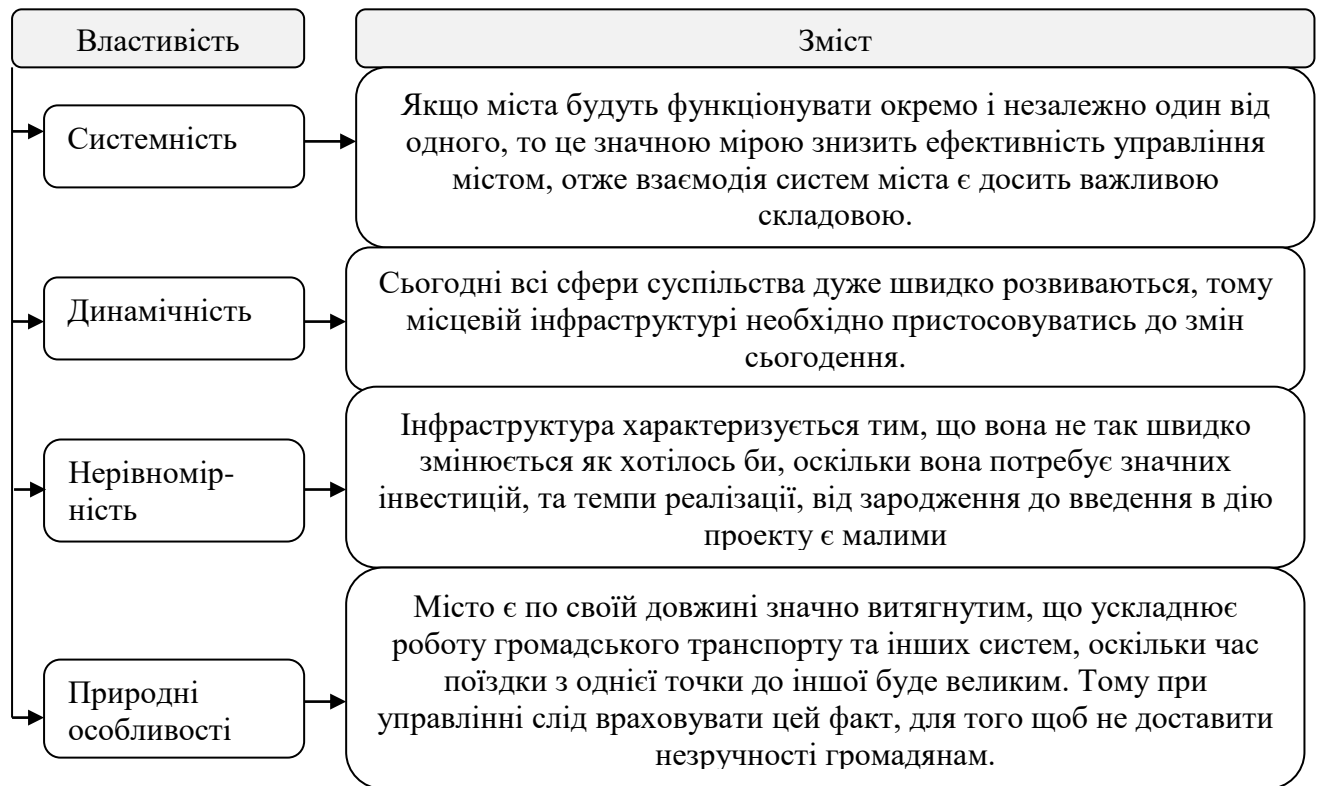 Властивість
Зміст
Системність
Якщо міста будуть функціонувати окремо і незалежно один від
одного, то це значною мірою знизить ефективність управління
містом, отже взаємодія систем міста є досить важливою
складовою.
Динамічність
Сьогодні всі сфери суспільства дуже швидко розвиваються, тому
місцевій інфраструктурі необхідно пристосовуватись до змін
сьогодення.
Нерівномір-
ність
Інфраструктура характеризується тим, що вона не так швидко
змінюється як хотілось би, оскільки вона потребує значних
інвестицій, та темпи реалізації, від зародження до введення в дію
проекту є малими
Природні
особливості
Місто є по своїй довжині значно витягнутим, що ускладнює
роботу громадського транспорту та інших систем, оскільки час
поїздки з однієї точки до іншої буде великим. Тому при
управлінні слід враховувати цей факт, для того щоб не доставити
незручності громадянам.